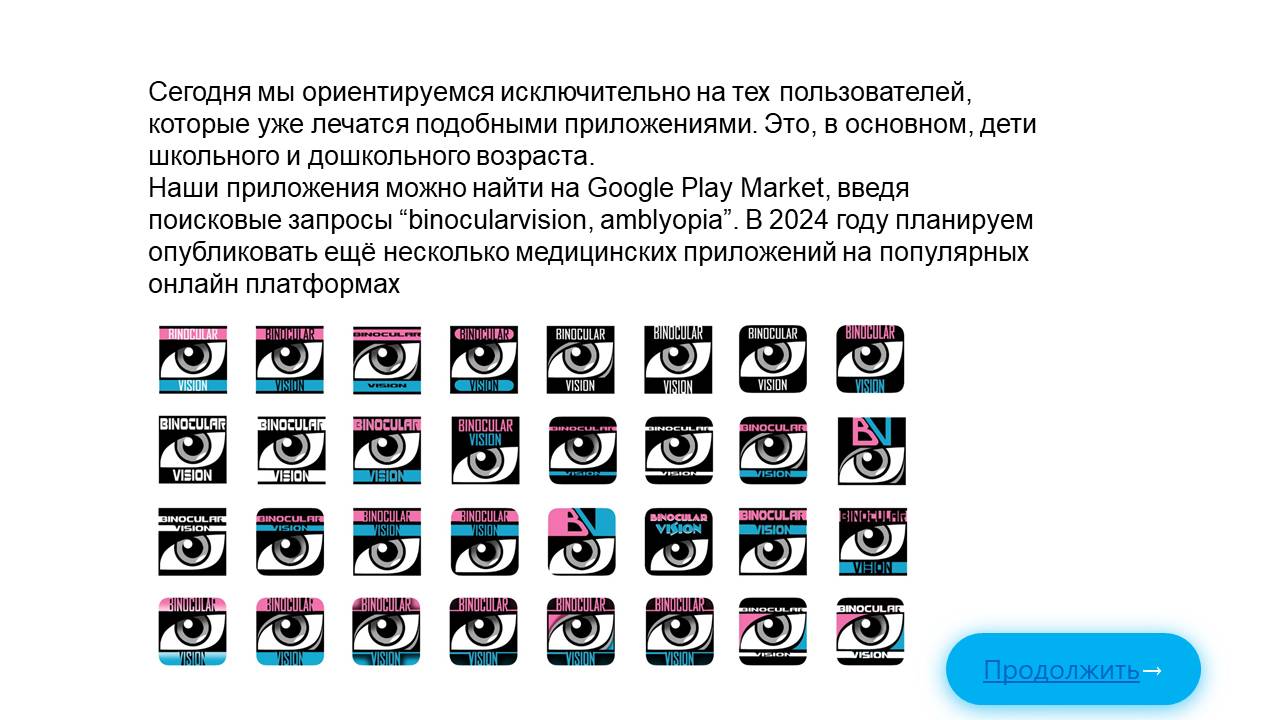 Сегодня мы ориентируемся исключительно на тех пользователей,
которые уже лечатся подобными приложениями. Это, в основном, дети
школьного и дошкольного возраста.
Наши приложения можно найти на Google Play Market, введя
поисковые запросы “binocularvision, amblyopia”. В 2024 году планируем
опубликовать ещё несколько медицинских приложений на популярных
онлайн платформах
BINOCULAR BINOCULAR BINOCULAR BINOCULAR BINOCULAR BINOCULAR BINOCULAR BINOCULAR
VISION VISION VISION VISION VISION VISION VISION VISION
BINOCULAR BINOCULAR BINOCULAR BINOCULAR BINOCULAR BINOCULAR BINOCULAR BV
VISION VISION VISION VISION VISION VISION VISION
BINOCULAR BINOCULAR BINOCULAR BINOCULAR BV BINOCULAR BINOCULAR BINOCULAR
VISION VISION VISION VISION VISION VISION VISION
BINOCULAR BINOCULAR BINOCULAR BINOCULAR BINOCULAR BINOCULAR BINOCULAR BINOCULAR
VISION VISION VISION VISION VISION VISION VISION VISION
Продолжить→